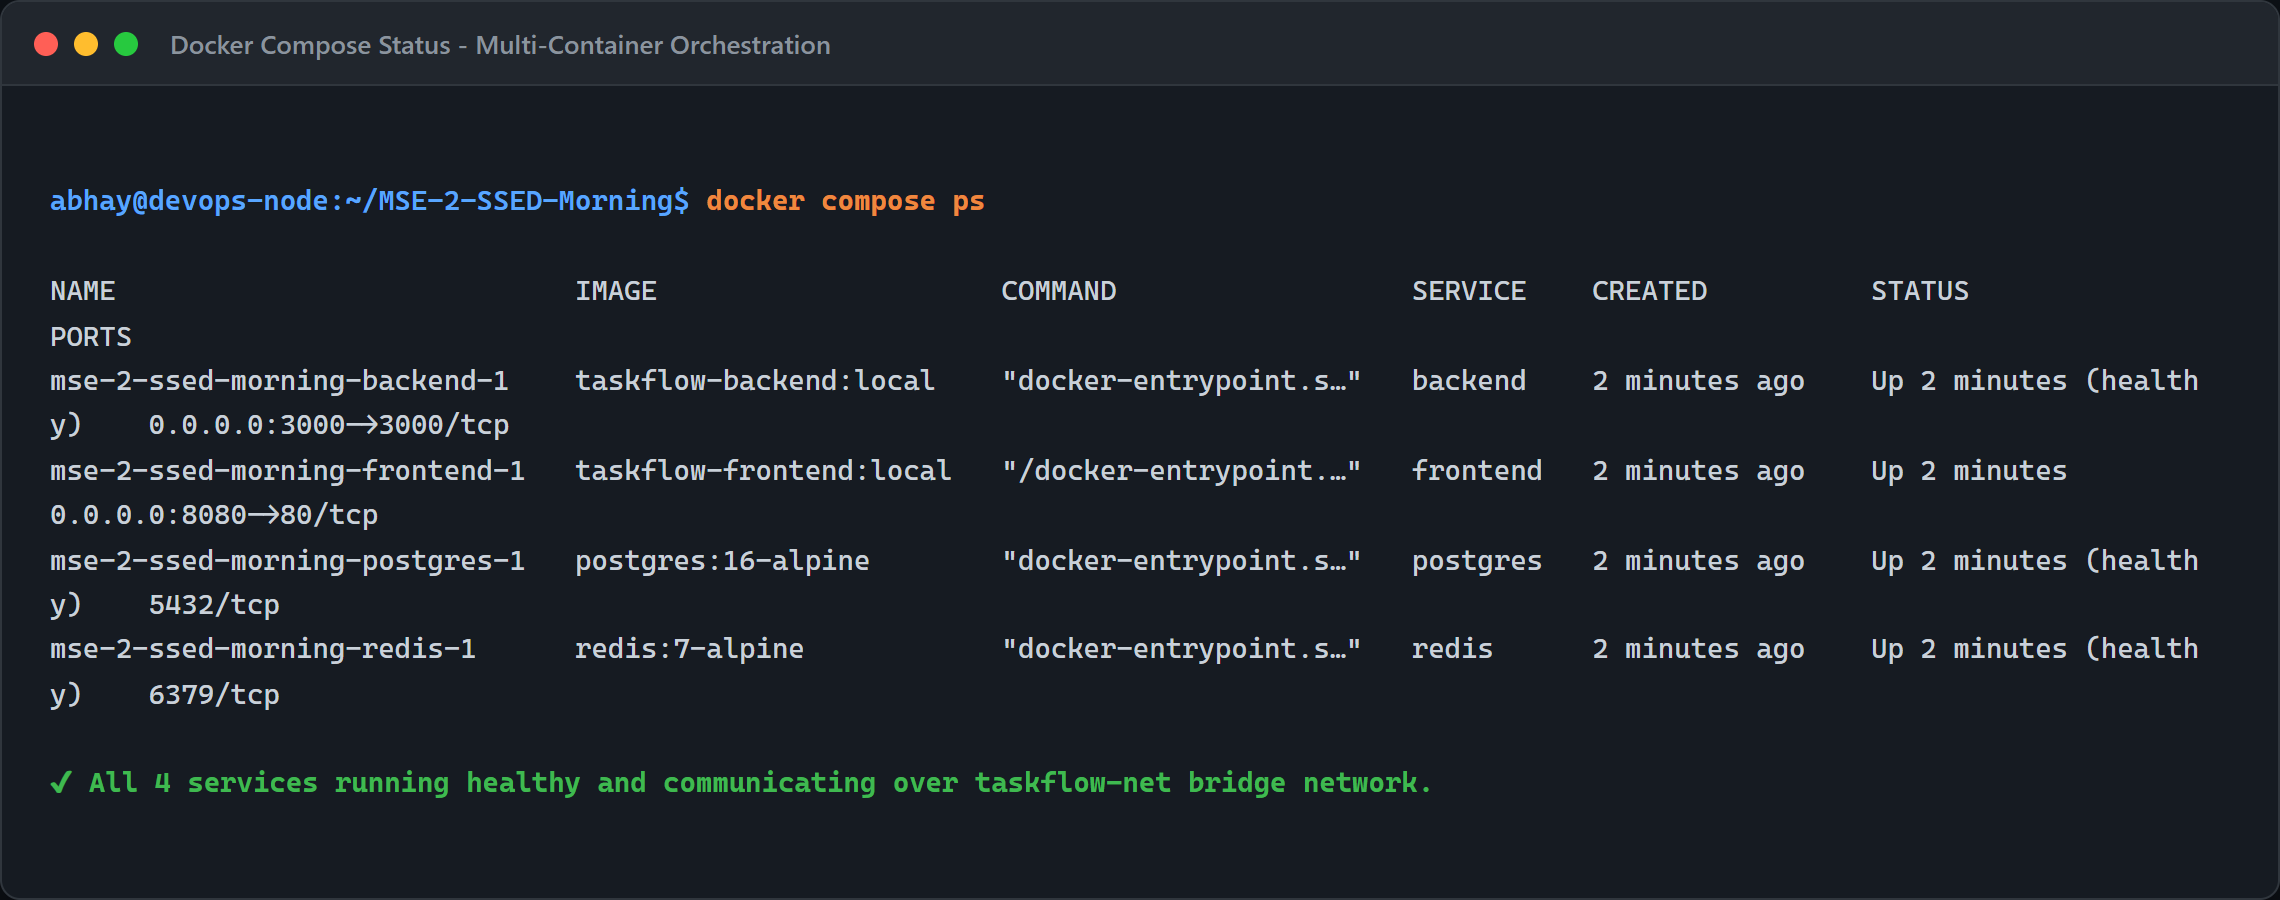 Docker Compose Status - Multi-Container Orchestration
abhay@devops-node:~/MSE-2-SSED-Morning$ docker compose ps
NAME                            IMAGE                     COMMAND                  SERVICE    CREATED          STATUS
PORTS
mse-2-ssed-morning-backend-1    taskflow-backend:local    "docker-entrypoint.s…"   backend    2 minutes ago    Up 2 minutes (health
y)    0.0.0.0:3000->3000/tcp
mse-2-ssed-morning-frontend-1   taskflow-frontend:local   "/docker-entrypoint.…"   frontend   2 minutes ago    Up 2 minutes
0.0.0.0:8080->80/tcp
mse-2-ssed-morning-postgres-1   postgres:16-alpine        "docker-entrypoint.s…"   postgres   2 minutes ago    Up 2 minutes (health
y)    5432/tcp
mse-2-ssed-morning-redis-1      redis:7-alpine            "docker-entrypoint.s…"   redis      2 minutes ago    Up 2 minutes (health
y)    6379/tcp
✓ All 4 services running healthy and communicating over taskflow-net bridge network.